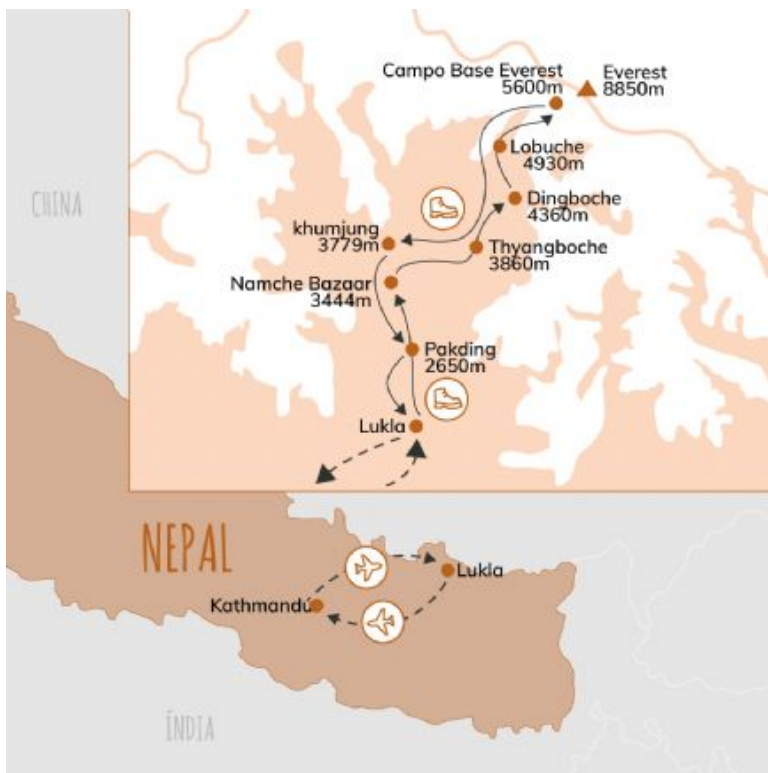 Campo Base Everest
5600m
Everest
8850m
Lobuche
4930m
CHINA
Dingboche
4360m
khumjung
3779m
Thyangboche
3860m
Namche Bazaar
3444m
Pakding
2650m
Lukla
NEPAL
Lukla
Kathmandú
ÍNDIA